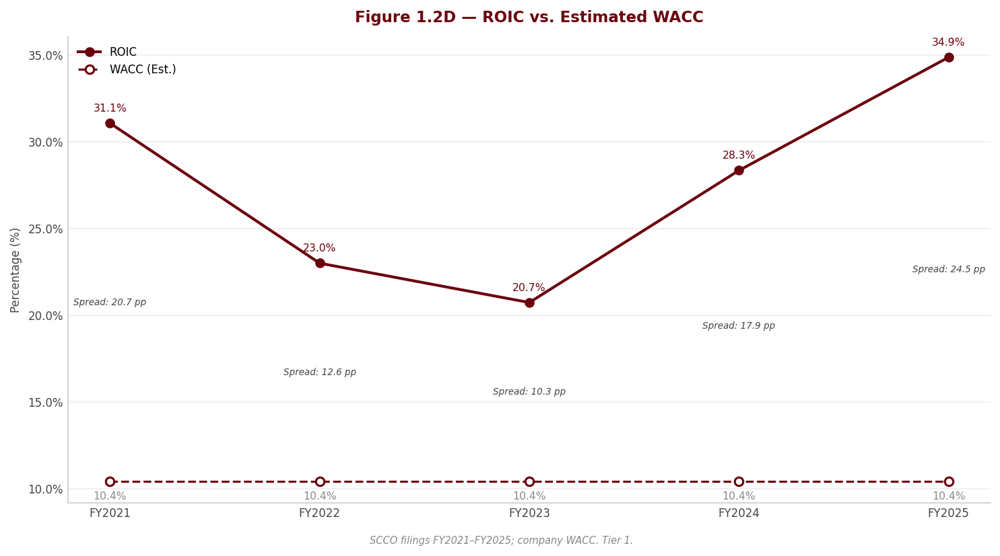 Figure 1.2D — ROIC vs. Estimated WACC
ROIC
WACC (Est.)
Percentage (%)
35.0%
30.0%
25.0%
20.0%
15.0%
10.0%
31.1%
23.0%
20.7%
28.3%
34.9%
Spread: 20.7 pp
Spread: 12.6 pp
Spread: 10.3 pp
Spread: 17.9 pp
Spread: 24.5 pp
10.4%
10.4%
10.4%
10.4%
10.4%
FY2021
FY2022
FY2023
FY2024
FY2025
SCCO filings FY2021–FY2025; company WACC. Tier 1.